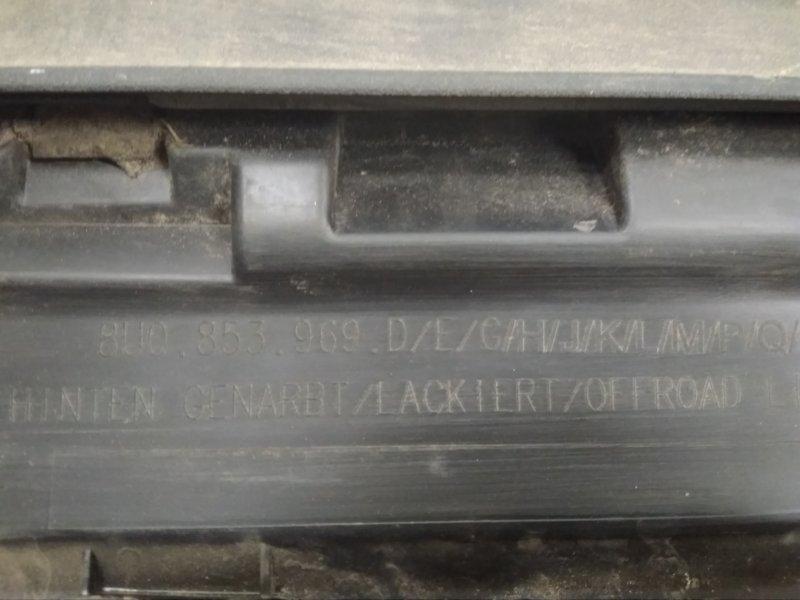 8U0.853.969.D/E/G/H/J/K/L/M/P/Q/
HINTEN GENARBT/LACKIERT/OFFROAD